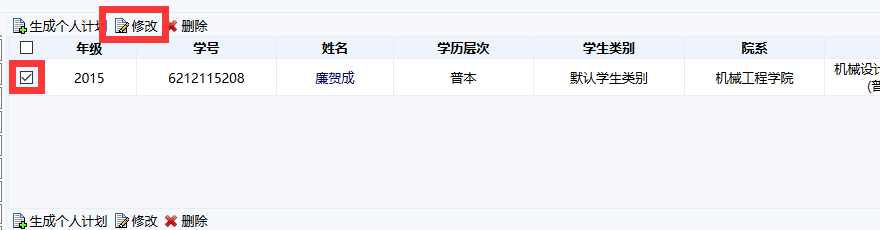 生成个人计划 修改 删除
年级 学号 姓名 学历层次 学生类别 院系
2015 6212115208 廉贺成 普本 默认学生类别 机械工程学院 机械设计
(普
生成个人计划 修改 删除